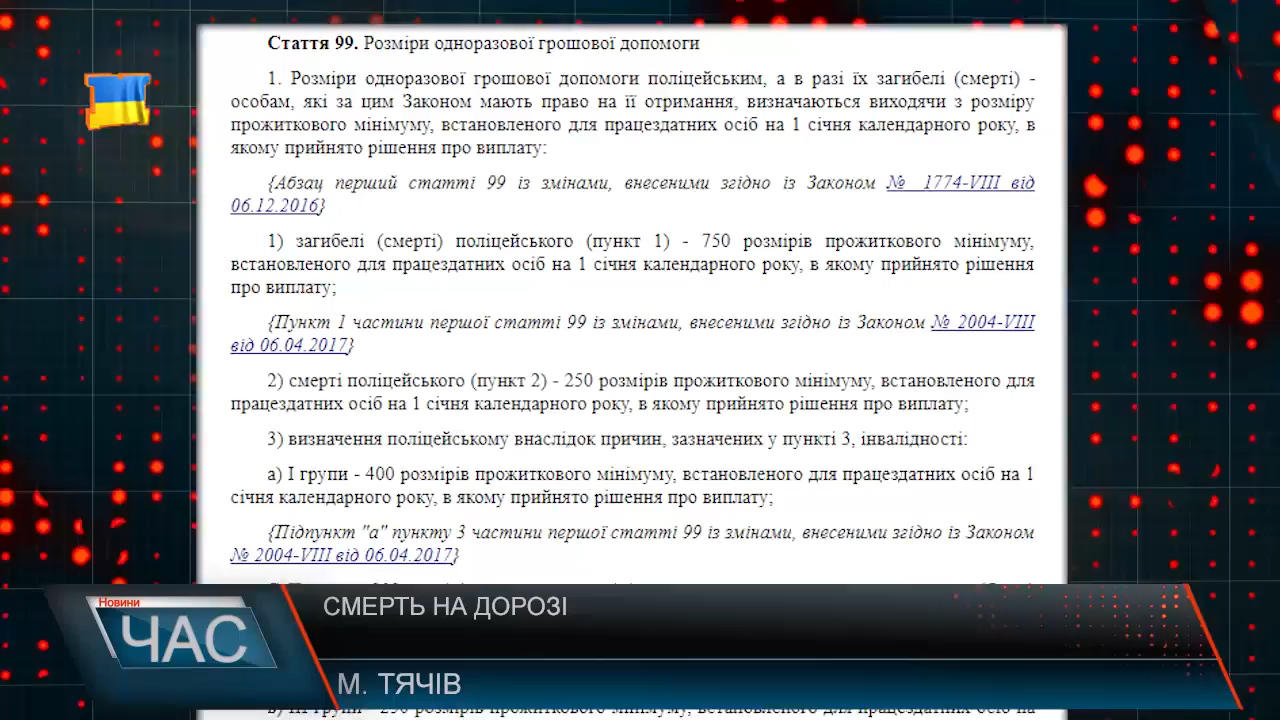 Стаття 99. Розміри одноразової грошової допомоги
1. Розміри одноразової грошової допомоги поліцейським, а в разі їх загибелі (смерті) -
особам, які за цим Законом мають право на її отримання, визначаються виходячи з розміру
прожиткового мінімуму, встановленого для працездатних осіб на 1 січня календарного року, в
якому прийнято рішення про виплату:
{Абзац перший статті 99 із змінами, внесеними згідно із Законом № 1774-VIII від
06.12.2016}
1) загибелі (смерті) поліцейського (пункт 1) - 750 розмірів прожиткового мінімуму,
встановленого для працездатних осіб на 1 січня календарного року, в якому прийнято рішення
про виплату;
{Пункт 1 частини першої статті 99 із змінами, внесеними згідно із Законом № 2004-VIII
від 06.04.2017}
2) смерті поліцейського (пункт 2) - 250 розмірів прожиткового мінімуму, встановленого для
працездатних осіб на 1 січня календарного року, в якому прийнято рішення про виплату;
3) визначення поліцейському внаслідок причин, зазначених у пункті 3, інвалідності:
а) І групи - 400 розмірів прожиткового мінімуму, встановленого для працездатних осіб на 1
січня календарного року, в якому прийнято рішення про виплату;
{Підпункт "а" пункту 3 частини першої статті 99 із змінами, внесеними згідно із Законом
№ 2004-VIII від 06.04.2017}
Новини
ЧАС
СМЕРТЬ НА ДОРОЗІ
М. ТЯЧІВ